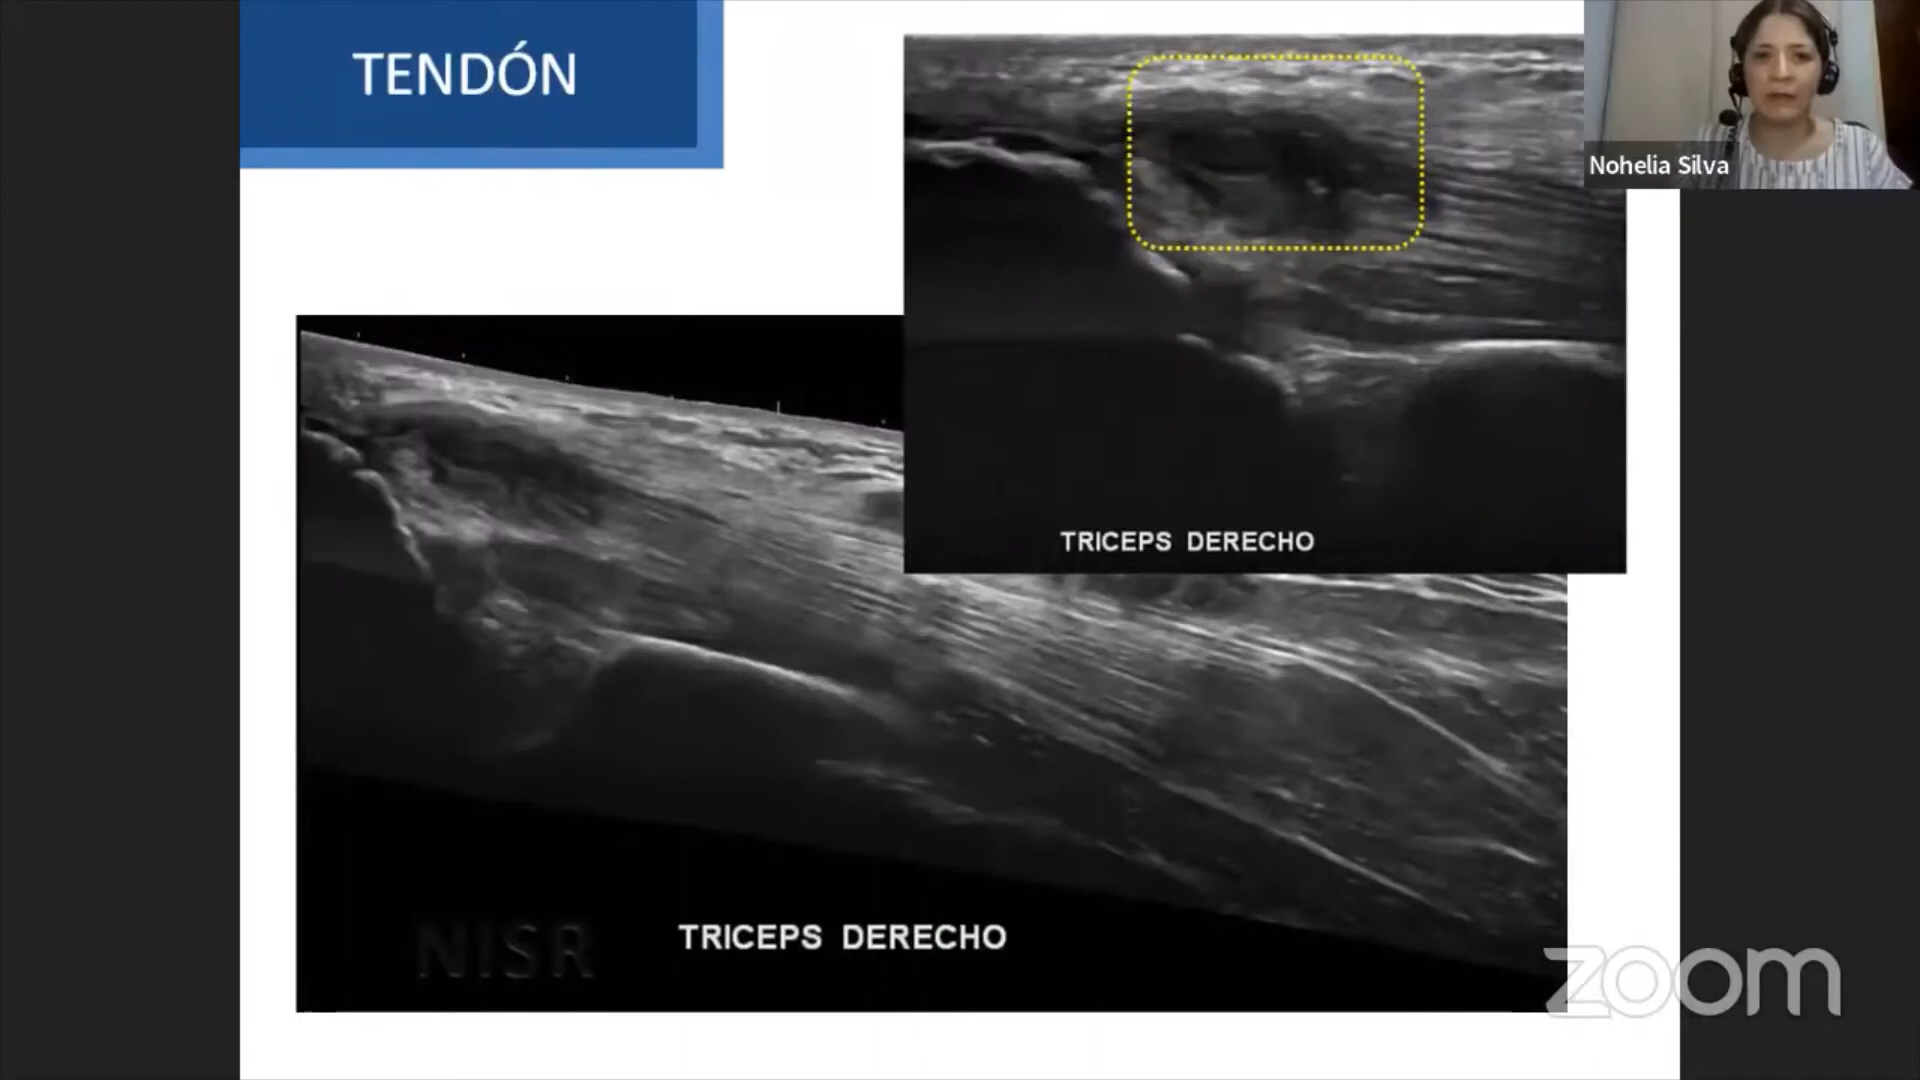 TENDÓN
Nohelia Silva
TRICEPS DERECHO
NISR
TRICEPS DERECHO
zoom